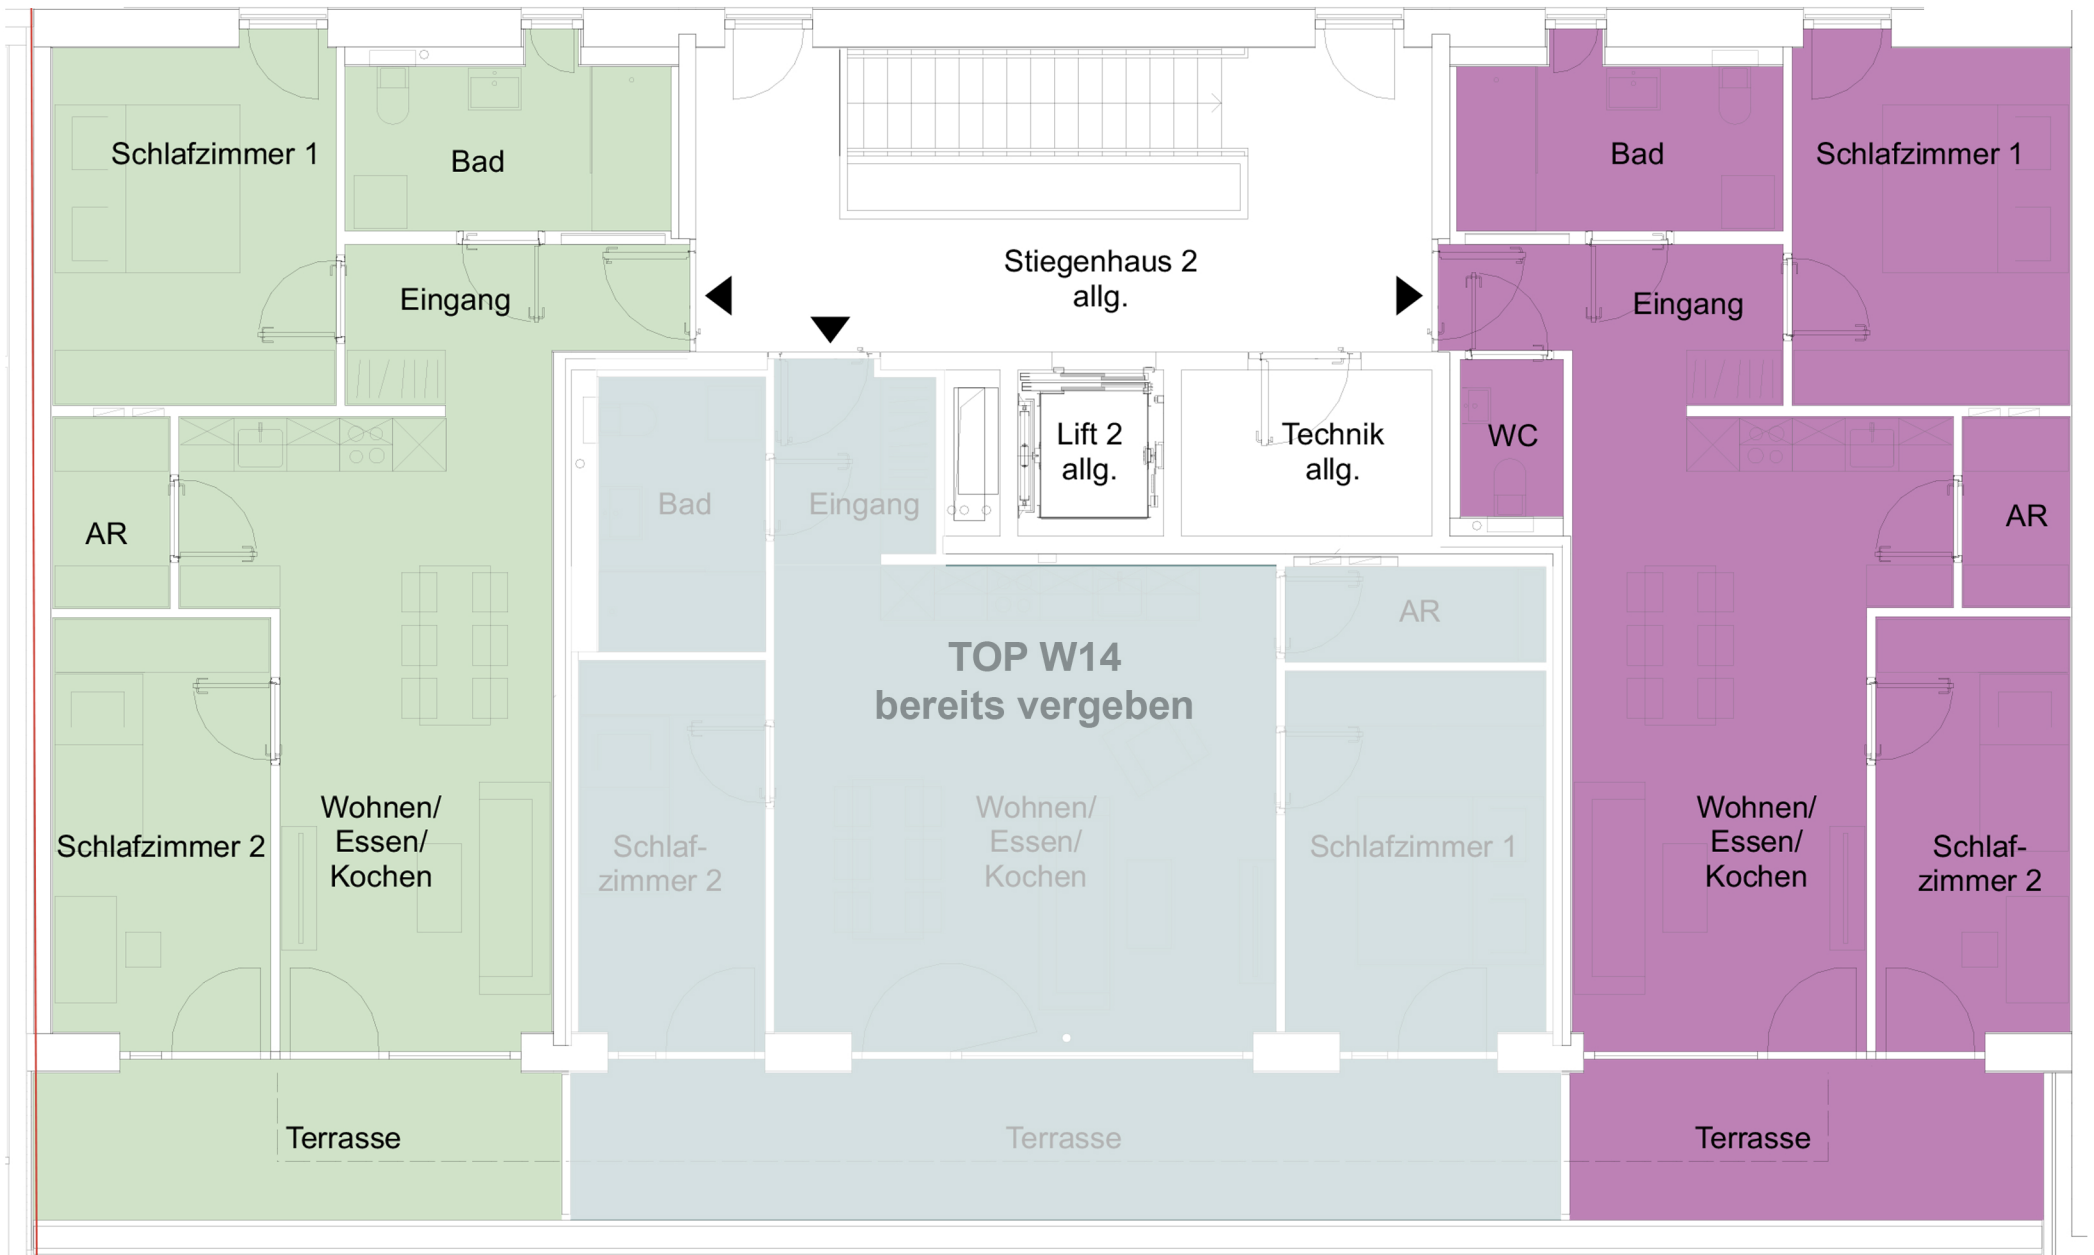 Schlafzimmer 1
Bad
Bad
Schlafzimmer 1
Stiegenhaus 2
allg.
Eingang
Eingang
Lift 2
allg.
Technik
allg.
WC
Bad
Eingang
AR
AR
AR
TOP W14
bereits vergeben
Schlafzimmer 2
Wohnen/
Essen/
Kochen
Schlaf-
zimmer 2
Wohnen/
Essen/
Kochen
Schlafzimmer 1
Wohnen/
Essen/
Kochen
Schlaf-
zimmer 2
Terrasse
Terrasse
Terrasse